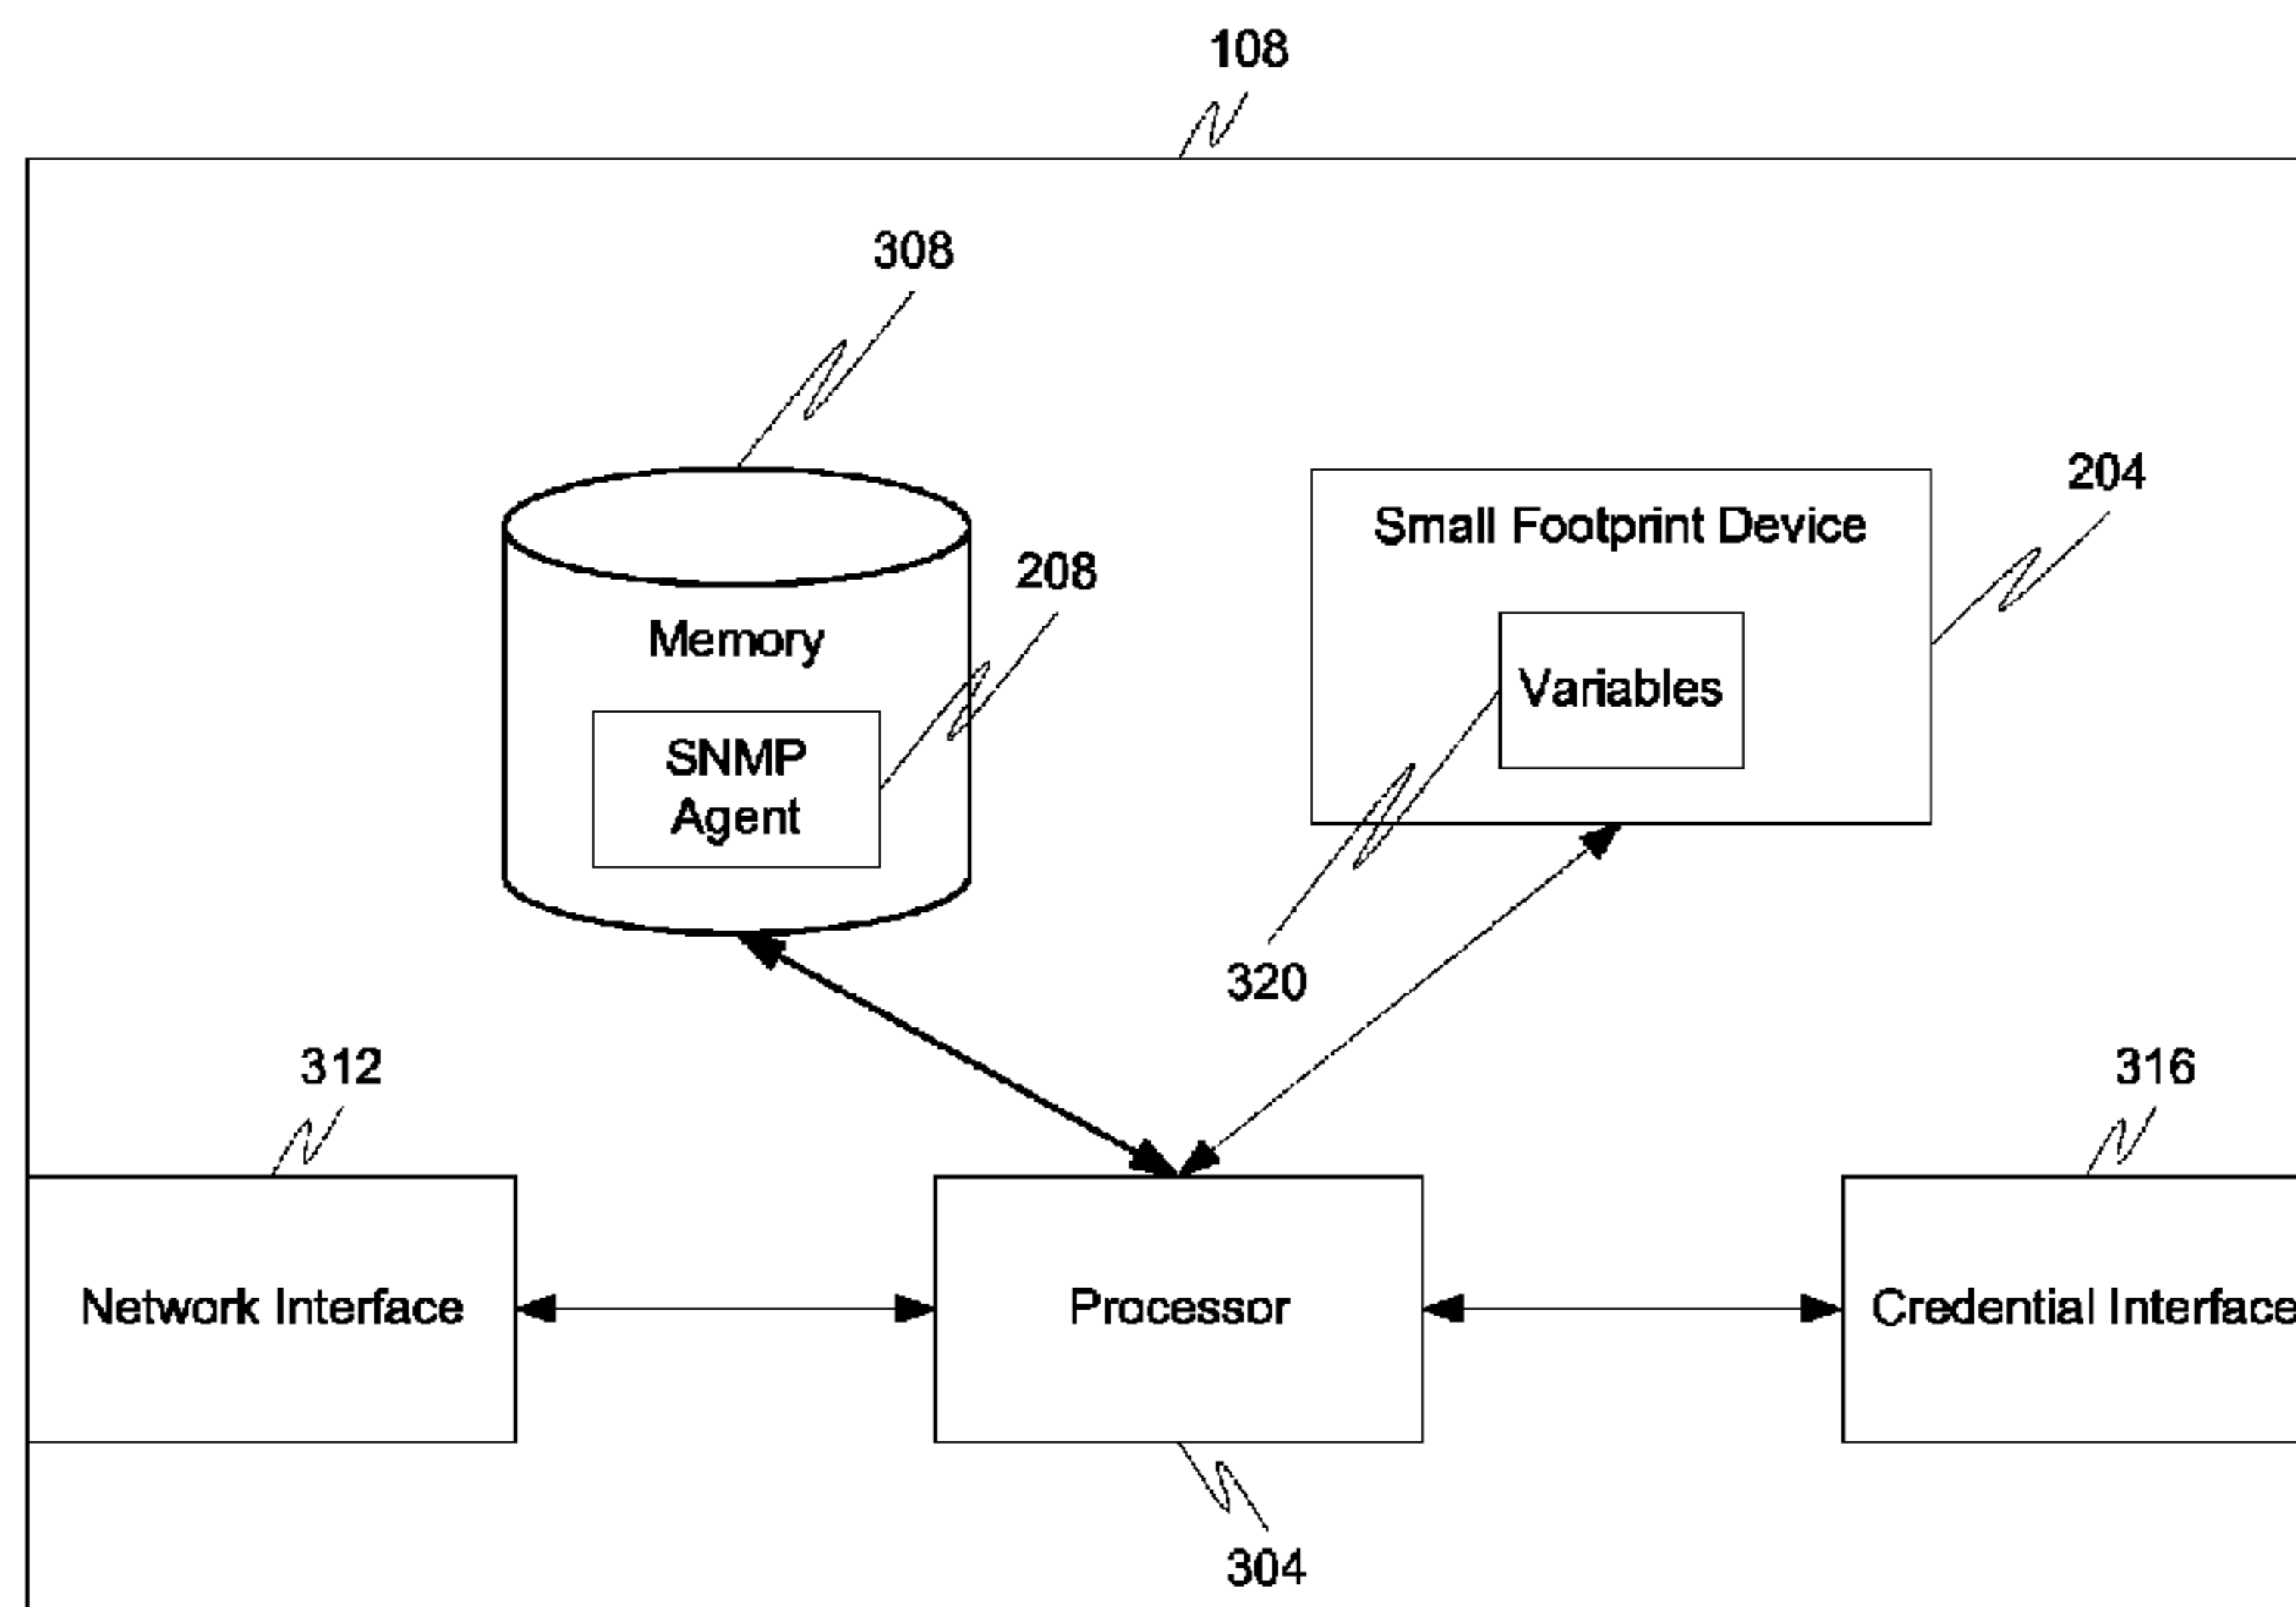 108
308
204
Small Footprint Device
208
Memory
Variables
SNMP
Agent
320
312
316
Network Interface
Processor
Credential Interface
304